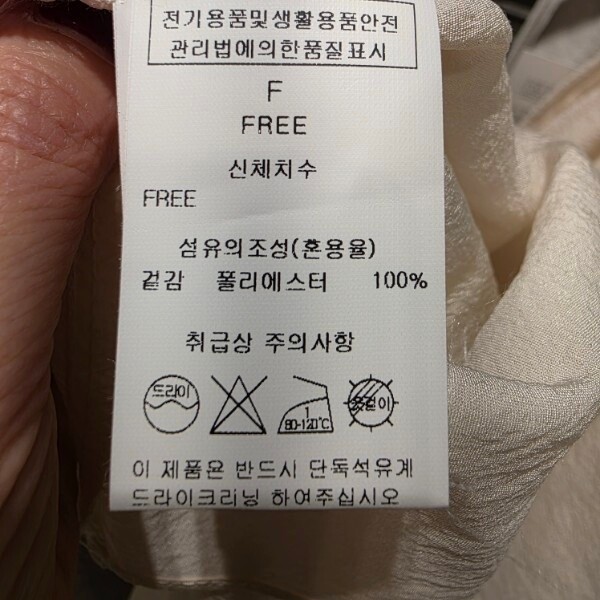 전기용품및생활용품안전
관리법에의한품질표시
F
FREE
신체치수
FREE
섬유의조성(혼용율)
겉감 폴리에스터 100%
취급상 주의사항
드라이 1 옷걸이
80-120℃
이 제품은 반드시 단독석유계
드라이크리닝 하여주십시오